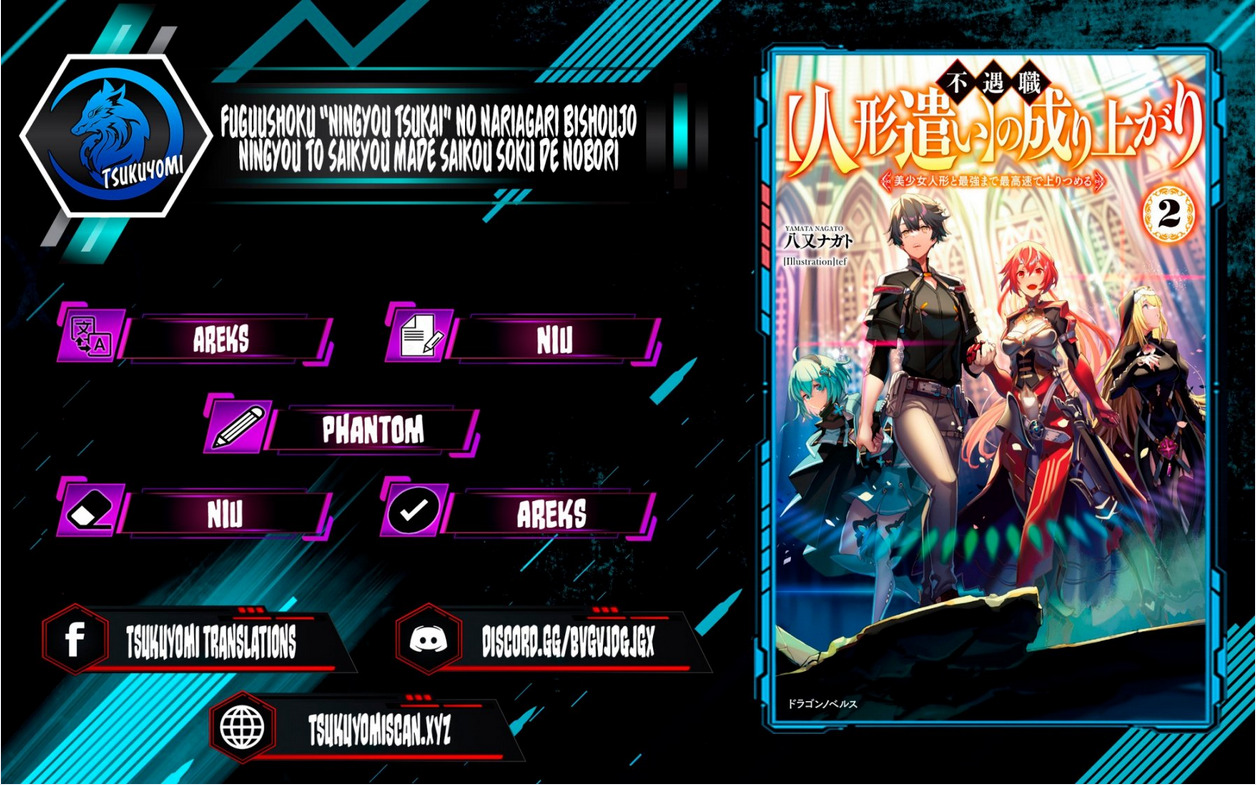 TSUKUYOMI
FUGUUSHOKU "NINGYOU TSUKAI" NO NARIAGARI BISHOUJO
NINGYOU TO SAIKYOU MADE SAIKOU SOKU DE NOBORI
AREKS
NIU
PHANTOM
NIU
AREKS
TSUKUYOMI TRANSLATIONS
DISCORD.GG/BVGVJDGJGX
TSUKUYOMISCAN.XYZ
不遇職
【人形遣い】の成り上がり
美少女人形と最強まで最高速で上りつめる
2
YAMATA NAGATO
八又ナガト
[Illustration]tef
ドラゴンノベルス
文
A